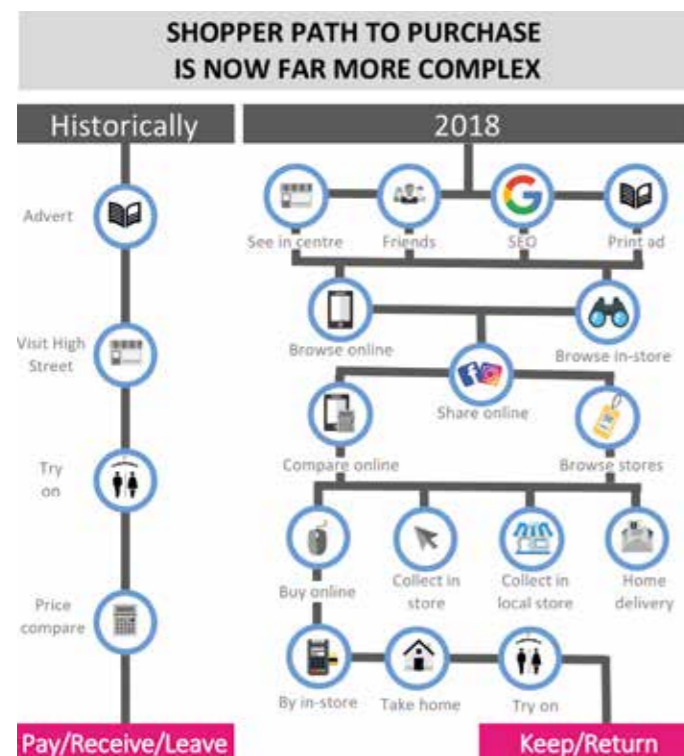 SHOPPER PATH TO PURCHASE
IS NOW FAR MORE COMPLEX
Historically
Advert
Visit High
Street
Try
on
Price
compare
Pay/Receive/Leave
2018
See in centre
Friends
SEO
Print ad
Browse online
Browse in-store
Share online
Compare online
Browse stores
Buy online
Collect in
store
Collect in
local store
Home
delivery
By in-store
Take home
Try on
Keep/Return